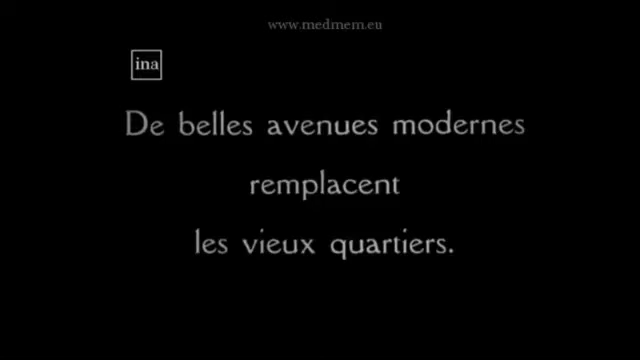 www.medmem.eu
ina
De belles avenues modernes
remplacent
les vieux quartiers.